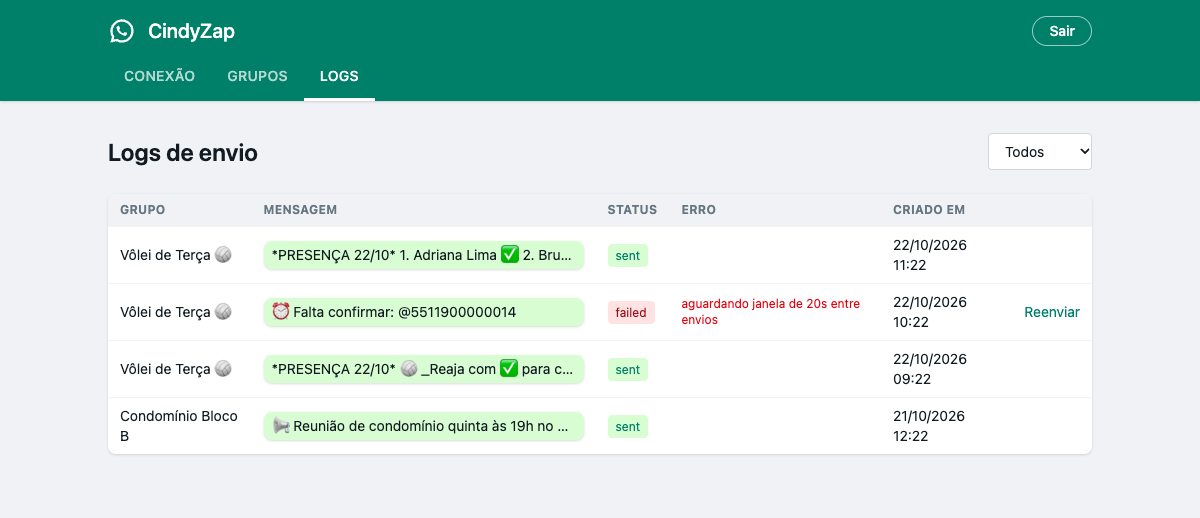 CindyZap
Sair
CONEXÃO GRUPOS LOGS
Logs de envio
Todos
GRUPO MENSAGEM STATUS ERRO CRIADO EM
Vôlei de Terça 🏐 *PRESENÇA 22/10* 1. Adriana Lima ✅ 2. Bru... sent 22/10/2026
11:22
Vôlei de Terça 🏐 ⏰ Falta confirmar: @5511900000014 failed aguardando janela de 20s entre
envios 22/10/2026
10:22 Reenviar
Vôlei de Terça 🏐 *PRESENÇA 22/10* 🏐 _Reaja com ✅ para c... sent 22/10/2026
09:22
Condomínio Bloco
B 📢 Reunião de condomínio quinta às 19h no ... sent 21/10/2026
12:22